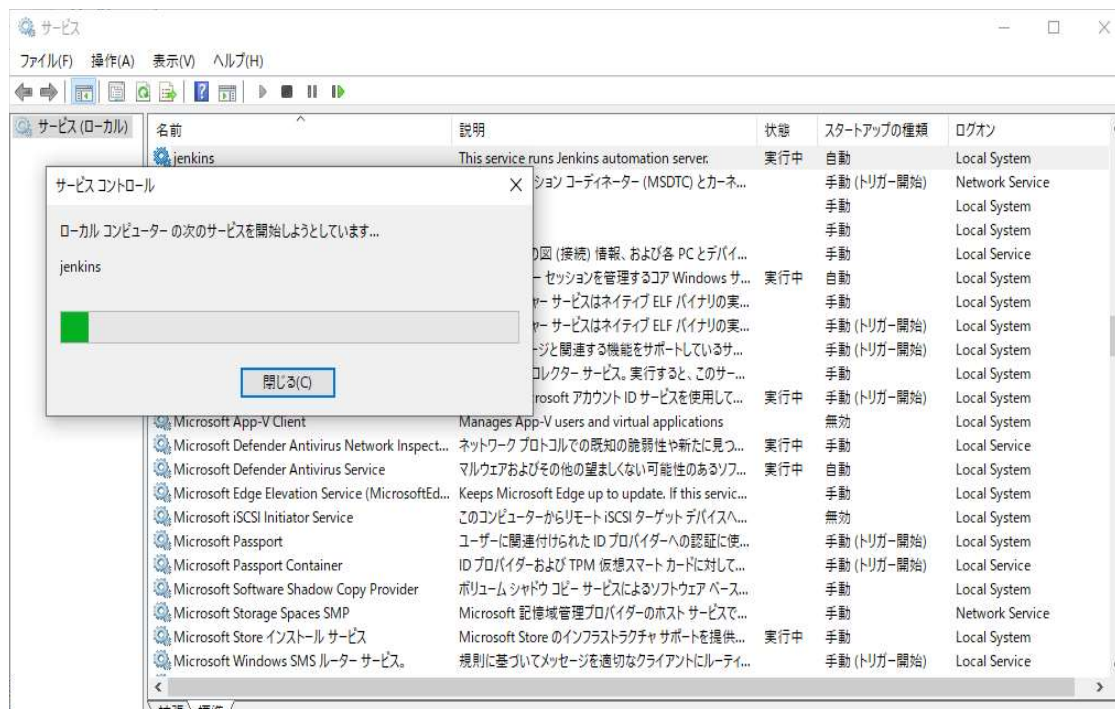 サービス
ファイル(F) 操作(A) 表示(V) ヘルプ(H)
サービス (ローカル)
名前 説明 状態 スタートアップの種類 ログオン
jenkins This service runs Jenkins automation server. 実行中 自動 Local System
サービス コントロール
ローカル コンピューター の次のサービスを開始しようとしています...
jenkins
閉じる(C)
ション コーディネーター (MSDTC) とカーネ... 手動 (トリガー開始) Network Service
手動 Local System
手動 Local System
の図 (接続) 情報、および各 PC とデバイ... 手動 Local Service
ー セッションを管理するコア Windows サ... 実行中 自動 Local System
ャー サービスはネイティブ ELF バイナリの実... 手動 Local System
ャー サービスはネイティブ ELF バイナリの実... 手動 (トリガー開始) Local System
ージと関連する機能をサポートしているサ... 手動 (トリガー開始) Local System
コレクター サービス。実行すると、このサー... 手動 Local System
rosoft アカウント ID サービスを使用して... 実行中 手動 (トリガー開始) Local System
Microsoft App-V Client Manages App-V users and virtual applications 無効 Local System
Microsoft Defender Antivirus Network Inspect... ネットワーク プロトコルでの既知の脆弱性や新たに見つ... 実行中 手動 Local Service
Microsoft Defender Antivirus Service マルウェアおよびその他の望ましくない可能性のあるソフ... 実行中 自動 Local System
Microsoft Edge Elevation Service (MicrosoftEd... Keeps Microsoft Edge up to update. If this servic... 手動 Local System
Microsoft iSCSI Initiator Service このコンピューターからリモート iSCSI ターゲット デバイスへ... 無効 Local System
Microsoft Passport ユーザーに関連付けられた ID プロバイダーへの認証に使... 手動 (トリガー開始) Local System
Microsoft Passport Container ID プロバイダーおよび TPM 仮想スマート カードに対して... 手動 (トリガー開始) Local Service
Microsoft Software Shadow Copy Provider ボリューム シャドウ コピー サービスによるソフトウェア ベース... 手動 Local System
Microsoft Storage Spaces SMP Microsoft 記憶域管理プロバイダーのホスト サービスで... 手動 Network Service
Microsoft Store インストール サービス Microsoft Store のインフラストラクチャ サポートを提供... 実行中 手動 Local System
Microsoft Windows SMS ルーター サービス。 規則に基づいてメッセージを適切なクライアントにルーティ... 手動 (トリガー開始) Local Service